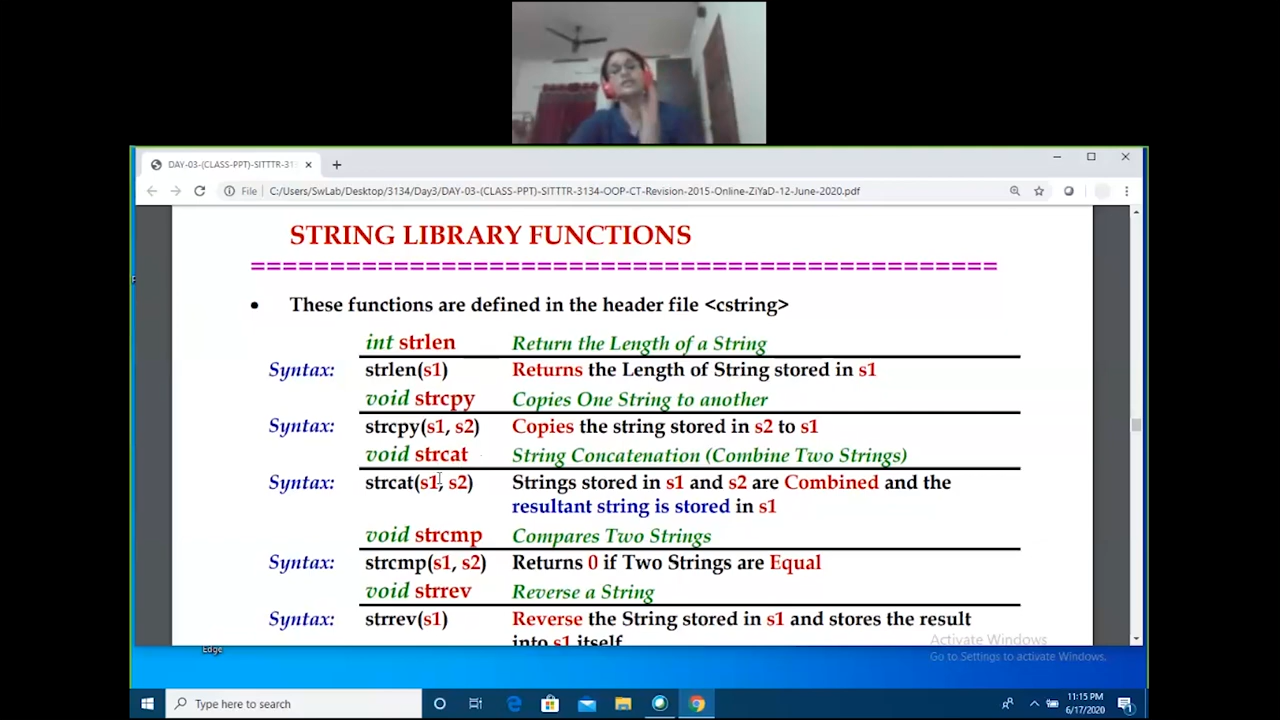 DAY-03-(CLASS-PPT)-SITTTR-31
File C:/Users/SwLab/Desktop/3134/Day3/DAY-03-(CLASS-PPT)-SITTTR-3134-OOP-CT-Revision-2015-Online-ZiYaD-12-June-2020.pdf
STRING LIBRARY FUNCTIONS
===============================================
• These functions are defined in the header file <cstring>
int strlen Return the Length of a String
Syntax: strlen(s1) Returns the Length of String stored in s1
void strcpy Copies One String to another
Syntax: strcpy(s1, s2) Copies the string stored in s2 to s1
void strcat String Concatenation (Combine Two Strings)
Syntax: strcat(s1, s2) Strings stored in s1 and s2 are Combined and the
resultant string is stored in s1
void strcmp Compares Two Strings
Syntax: strcmp(s1, s2) Returns 0 if Two Strings are Equal
void strrev Reverse a String
Syntax: strrev(s1) Reverse the String stored in s1 and stores the result
into s1 itself
Activate Windows
Go to Settings to activate Windows.
Edge
Type here to search
11:15 PM
6/17/2020